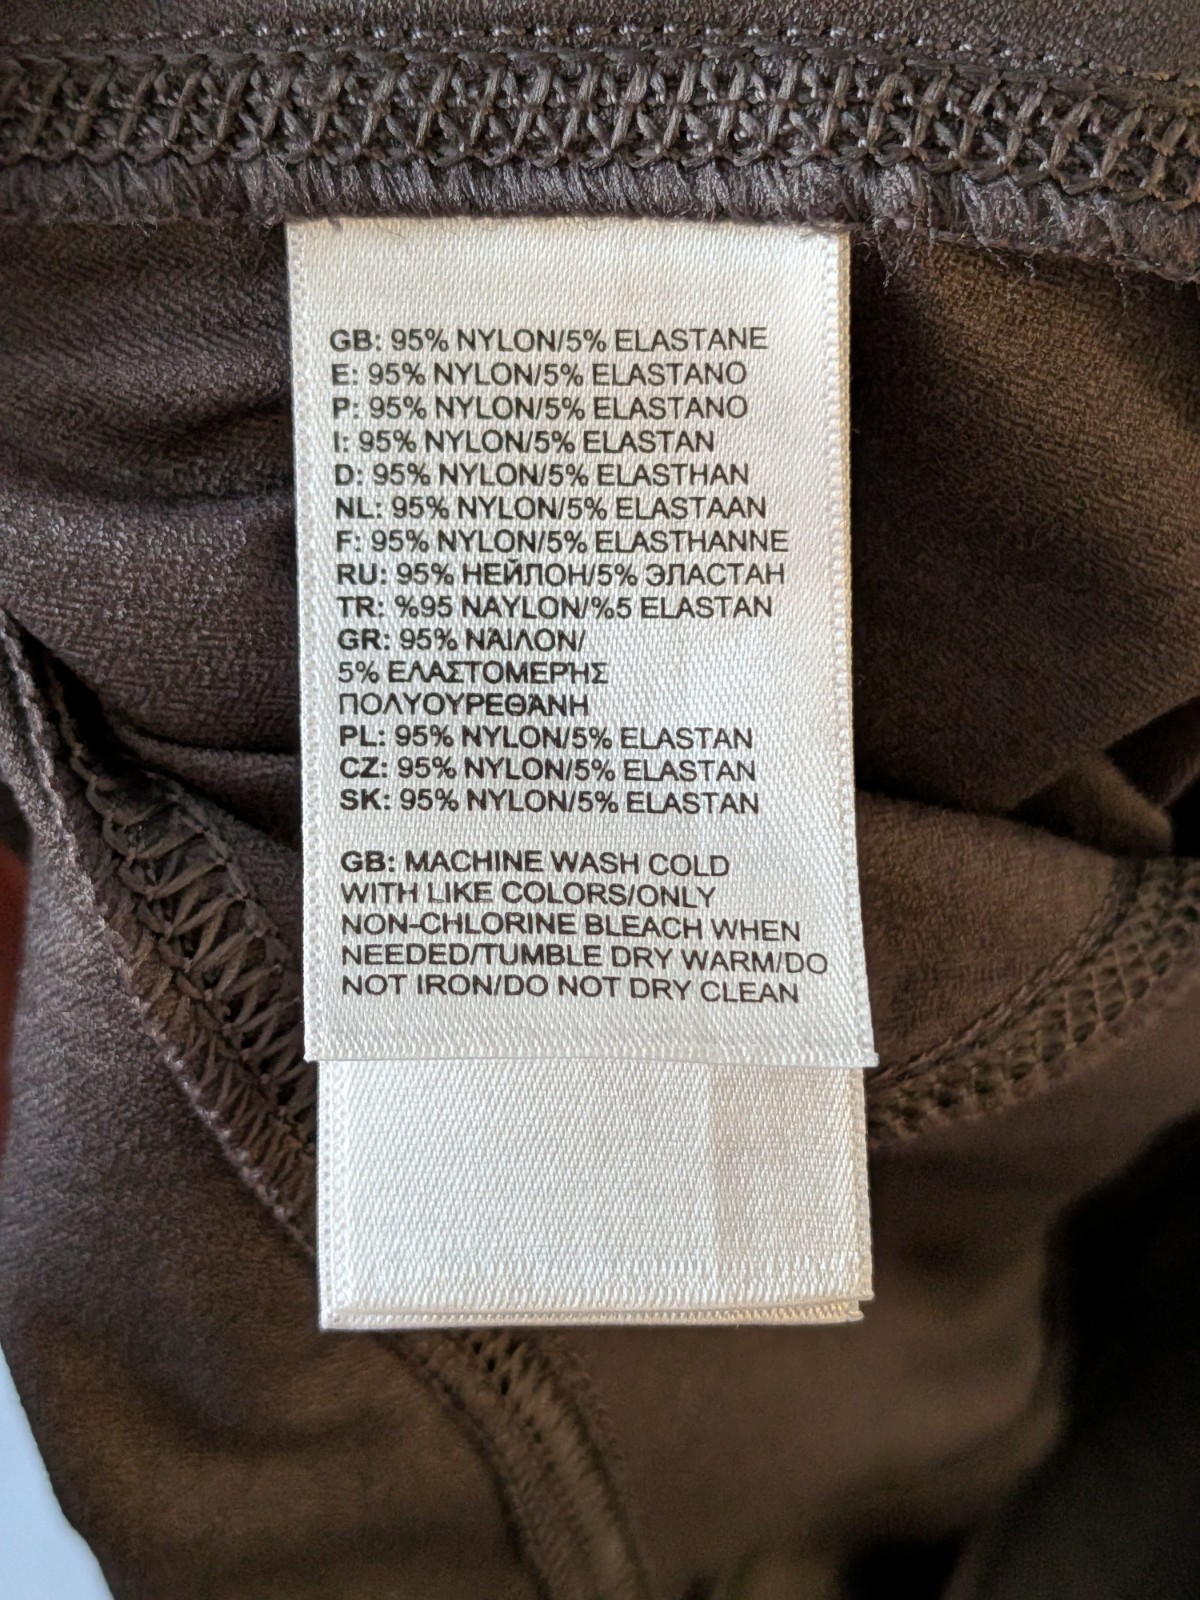 GB: 95% NYLON/5% ELASTANE
E: 95% NYLON/5% ELASTANO
P: 95% NYLON/5% ELASTANO
I: 95% NYLON/5% ELASTAN
D: 95% NYLON/5% ELASTHAN
NL: 95% NYLON/5% ELASTAAN
F: 95% NYLON/5% ELASTHANNE
RU: 95% НЕЙЛОН/5% ЭЛАСТАН
TR: %95 NAYLON/%5 ELASTAN
GR: 95% ΝΑΙΛΟΝ/
5% ΕΛΑΣΤΟΜΕΡΗΣ
ΠΟΛΥΟΥΡΕΘΆΝΗ
PL: 95% NYLON/5% ELASTAN
CZ: 95% NYLON/5% ELASTAN
SK: 95% NYLON/5% ELASTAN
GB: MACHINE WASH COLD
WITH LIKE COLORS/ONLY
NON-CHLORINE BLEACH WHEN
NEEDED/TUMBLE DRY WARM/DO
NOT IRON/DO NOT DRY CLEAN